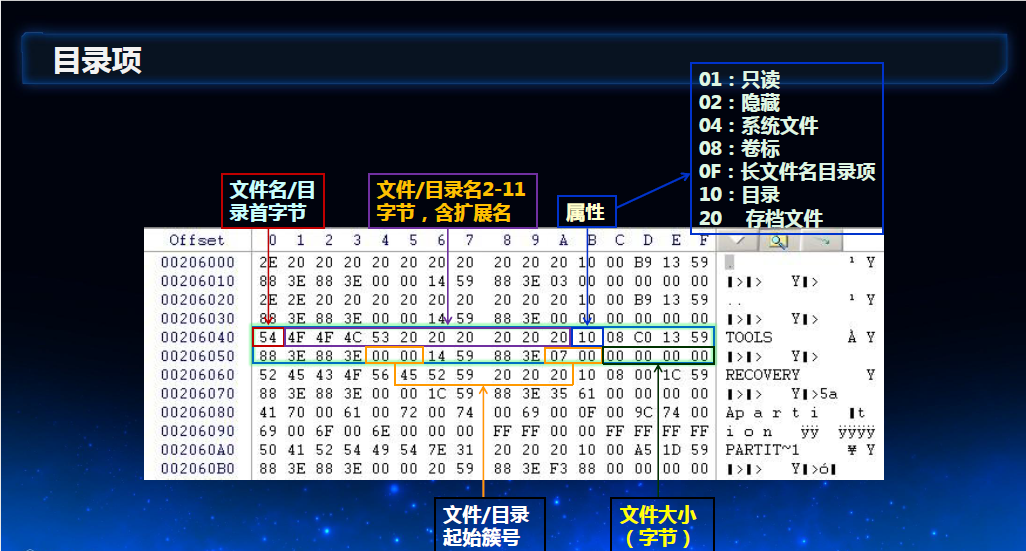 目录项
01：只读
02：隐藏
04：系统文件
08：卷标
0F：长文件名目录项
10：目录
20 存档文件
文件名/目
录首字节
文件/目录名2-11
字节，含扩展名
属性
Offset 0 1 2 3 4 5 6 7 8 9 A B C D E F
00206000 2E 20 20 20 20 20 20 20 20 20 20 10 00 B9 13 59 . ¹ Y
00206010 88 3E 88 3E 00 00 14 59 88 3E 03 00 00 00 00 00 ▌>▌> Y▌>
00206020 2E 2E 20 20 20 20 20 20 20 20 20 10 00 B9 13 59 .. ¹ Y
00206030 88 3E 88 3E 00 00 14 59 88 3E 00 00 00 00 00 00 ▌>▌> Y▌>
00206040 54 4F 4F 4C 53 20 20 20 20 20 20 10 08 C0 13 59 TOOLS À Y
00206050 88 3E 88 3E 00 00 14 59 88 3E 07 00 00 00 00 00 ▌>▌> Y▌>
00206060 52 45 43 4F 56 45 52 59 20 20 20 10 08 00 1C 59 RECOVERY Y
00206070 88 3E 88 3E 00 00 1C 59 88 3E 35 61 00 00 00 00 ▌>▌> Y▌>5a
00206080 41 70 00 61 00 72 00 74 00 69 00 0F 00 9C 74 00 Ap a r t i ▌t
00206090 69 00 6F 00 6E 00 00 00 FF FF 00 00 FF FF FF FF i o n ÿÿ ÿÿÿÿ
002060A0 50 41 52 54 49 54 7E 31 20 20 20 10 00 A5 1D 59 PARTIT~1 ¥ Y
002060B0 88 3E 88 3E 00 00 20 59 88 3E F3 88 00 00 00 00 ▌>▌> Y▌>ó▌
文件/目录
起始簇号
文件大小
（字节）